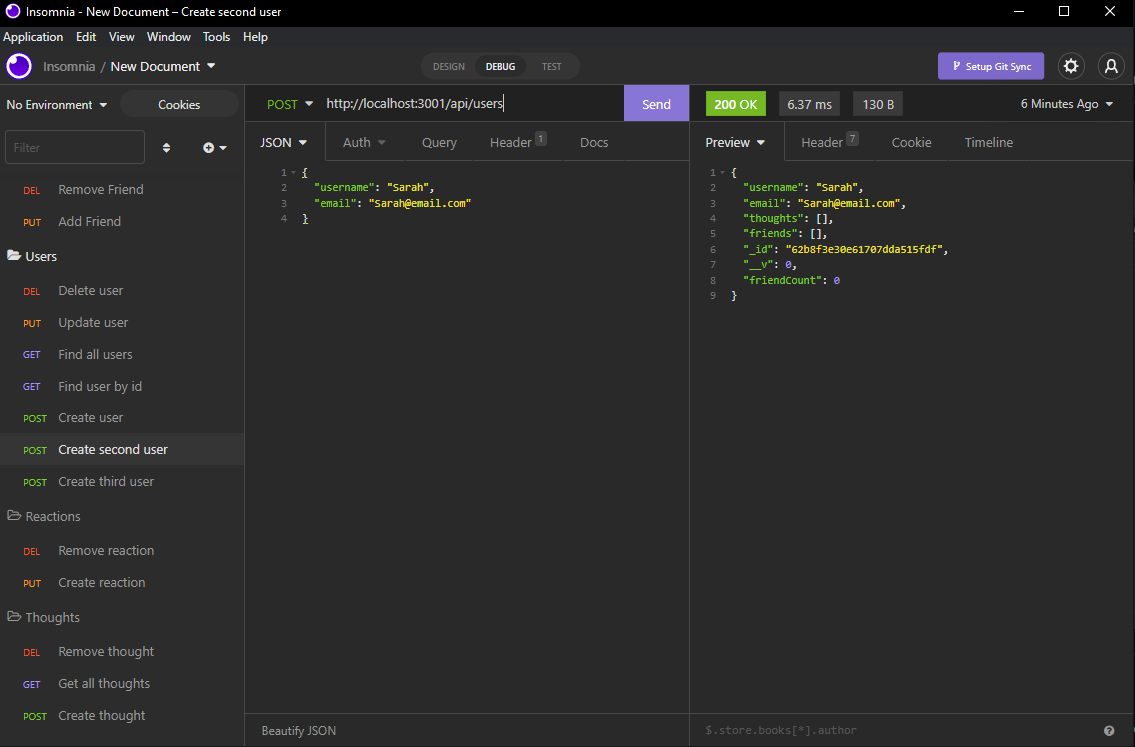 Insomnia - New Document – Create second user
Application Edit View Window Tools Help
Insomnia / New Document
DESIGN DEBUG TEST
Setup Git Sync
No Environment
Cookies
Filter
DEL Remove Friend
PUT Add Friend
Users
DEL Delete user
PUT Update user
GET Find all users
GET Find user by id
POST Create user
POST Create second user
POST Create third user
Reactions
DEL Remove reaction
PUT Create reaction
Thoughts
DEL Remove thought
GET Get all thoughts
POST Create thought
POST http://localhost:3001/api/users Send
JSON Auth Query Header 1 Docs
1 {
2 "username": "Sarah",
3 "email": "Sarah@email.com"
4 }
Beautify JSON
200 OK 6.37 ms 130 B 6 Minutes Ago
Preview Header 7 Cookie Timeline
1 {
2 "username": "Sarah",
3 "email": "Sarah@email.com",
4 "thoughts": [],
5 "friends": [],
6 "_id": "62b8f3e30e61707dda515fdf",
7 "__v": 0,
8 "friendCount": 0
9 }
$.store.books[*].author